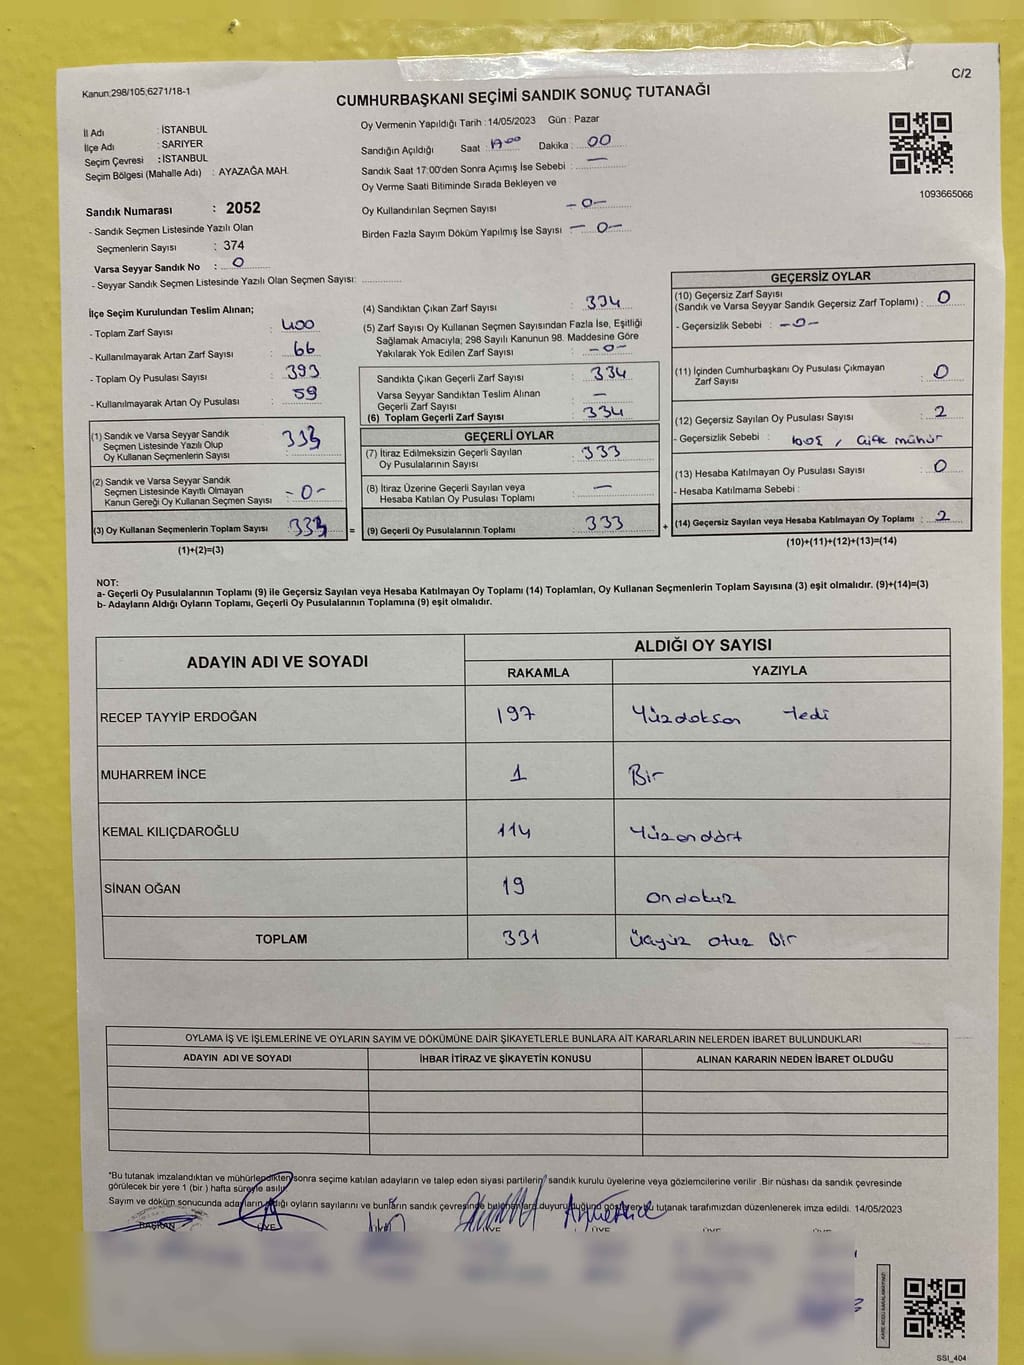 C/2
Kanun;298/105;6271/18-1
CUMHURBAŞKANI SEÇİMİ SANDIK SONUÇ TUTANAĞI
İl Adı : İSTANBUL
İlçe Adı : SARIYER
Seçim Çevresi : İSTANBUL
Seçim Bölgesi (Mahalle Adı) : AYAZAĞA MAH.
Oy Vermenin Yapıldığı Tarih : 14/05/2023 Gün : Pazar
Sandığın Açıldığı Saat : 17:00 Dakika : 00
Sandık Saat 17:00'den Sonra Açımış İse Sebebi : —
Oy Verme Saati Bitiminde Sırada Bekleyen ve
Oy Kullandırılan Seçmen Sayısı -0-
Birden Fazla Sayım Döküm Yapılmış İse Sayısı -0-
1093665066
Sandık Numarası : 2052
- Sandık Seçmen Listesinde Yazılı Olan
Seçmenlerin Sayısı : 374
Varsa Seyyar Sandık No : 0
- Seyyar Sandık Seçmen Listesinde Yazılı Olan Seçmen Sayısı:
İlçe Seçim Kurulundan Teslim Alınan;
- Toplam Zarf Sayısı : 400
- Kullanılmayarak Artan Zarf Sayısı : 66
- Toplam Oy Pusulası Sayısı : 393
- Kullanılmayarak Artan Oy Pusulası : 59
(1) Sandık ve Varsa Seyyar Sandık
Seçmen Listesinde Yazılı Olup
Oy Kullanan Seçmenlerin Sayısı : 333
(2) Sandık ve Varsa Seyyar Sandık
Seçmen Listesinde Kayıtlı Olmayan
Kanun Gereği Oy Kullanan Seçmen Sayısı : -0-
(3) Oy Kullanan Seçmenlerin Toplam Sayısı : 333 =
(1)+(2)=(3)
(4) Sandıktan Çıkan Zarf Sayısı : 334
(5) Zarf Sayısı Oy Kullanan Seçmen Sayısından Fazla İse, Eşitliği
Sağlamak Amacıyla; 298 Sayılı Kanunun 98. Maddesine Göre
Yakılarak Yok Edilen Zarf Sayısı : -0-
Sandıkta Çıkan Geçerli Zarf Sayısı : 334
Varsa Seyyar Sandıktan Teslim Alınan
Geçerli Zarf Sayısı : —
(6) Toplam Geçerli Zarf Sayısı : 334
GEÇERLİ OYLAR
(7) İtiraz Edilmeksizin Geçerli Sayılan
Oy Pusulalarının Sayısı : 333
(8) İtiraz Üzerine Geçerli Sayılan veya
Hesaba Katılan Oy Pusulası Toplamı : —
(9) Geçerli Oy Pusulalarının Toplamı : 333 +
GEÇERSİZ OYLAR
(10) Geçersiz Zarf Sayısı
(Sandık ve Varsa Seyyar Sandık Geçersiz Zarf Toplamı) : 0
- Geçersizlik Sebebi : -0-
(11) İçinden Cumhurbaşkanı Oy Pusulası Çıkmayan
Zarf Sayısı : 0
(12) Geçersiz Sayılan Oy Pusulası Sayısı : 2
- Geçersizlik Sebebi : boş, Çift mühür
(13) Hesaba Katılmayan Oy Pusulası Sayısı : 0
- Hesaba Katılmama Sebebi :
(14) Geçersiz Sayılan veya Hesaba Katılmayan Oy Toplamı : 2
(10)+(11)+(12)+(13)=(14)
NOT:
a- Geçerli Oy Pusulalarının Toplamı (9) ile Geçersiz Sayılan veya Hesaba Katılmayan Oy Toplamı (14) Toplamları, Oy Kullanan Seçmenlerin Toplam Sayısına (3) eşit olmalıdır. (9)+(14)=(3)
b- Adayların Aldığı Oyların Toplamı, Geçerli Oy Pusulalarının Toplamına (9) eşit olmalıdır.
ADAYIN ADI VE SOYADI ALDIĞI OY SAYISI
RAKAMLA YAZIYLA
RECEP TAYYİP ERDOĞAN 197 Yüzdoksan Yedi
MUHARREM İNCE 1 Bir
KEMAL KILIÇDAROĞLU 114 Yüzondört
SİNAN OĞAN 19 Ondokuz
TOPLAM 331 Üçyüz otuz Bir
OYLAMA İŞ VE İŞLEMLERİNE VE OYLARIN SAYIM VE DÖKÜMÜNE DAİR ŞİKAYETLERLE BUNLARA AİT KARARLARIN NELERDEN İBARET BULUNDUKLARI
ADAYIN ADI VE SOYADI İHBAR İTİRAZ VE ŞİKAYETİN KONUSU ALINAN KARARIN NEDEN İBARET OLDUĞU
*Bu tutanak imzalandıktan ve mühürlendikten sonra seçime katılan adayların ve talep eden siyasi partilerin sandık kurulu üyelerine veya gözlemcilerine verilir .Bir nüshası da sandık çevresinde
görülecek bir yere 1 (bir ) hafta süreyle asılır.
Sayım ve döküm sonucunda adayların aldığı oyların sayılarını ve bunların sandık çevresinde bulunanlara duyurulduğunu gösteren bu tutanak tarafımızdan düzenlenerek imza edildi. 14/05/2023
BAŞKAN ÜYE ÜYE ÜYE ÜYE
SSI_404